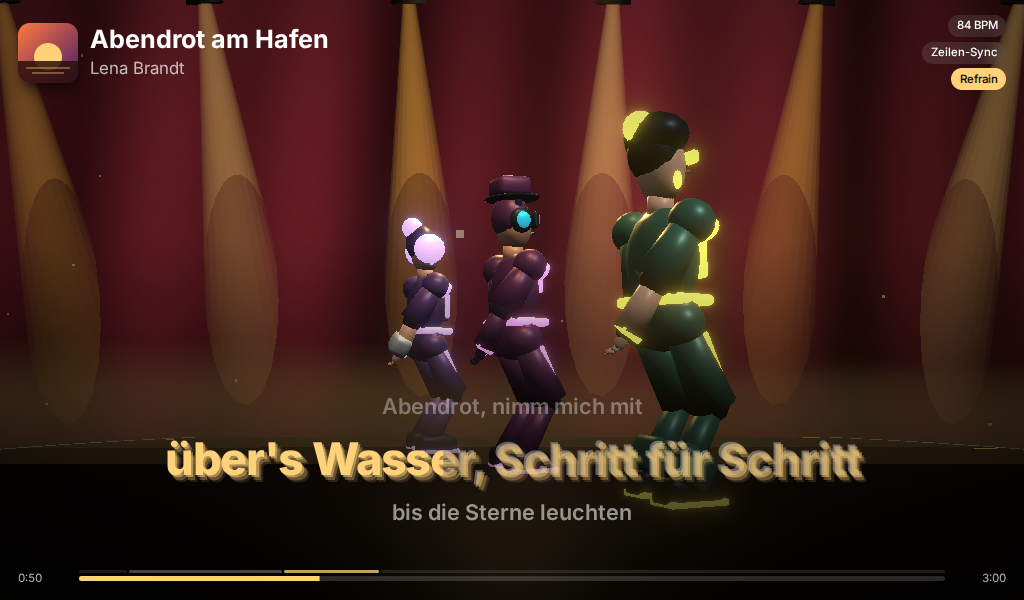 Abendrot am Hafen
Lena Brandt
84 BPM
Zeilen-Sync
Refrain
Abendrot, nimm mich mit
über's Wasser, Schritt für Schritt
bis die Sterne leuchten
0:50
3:00